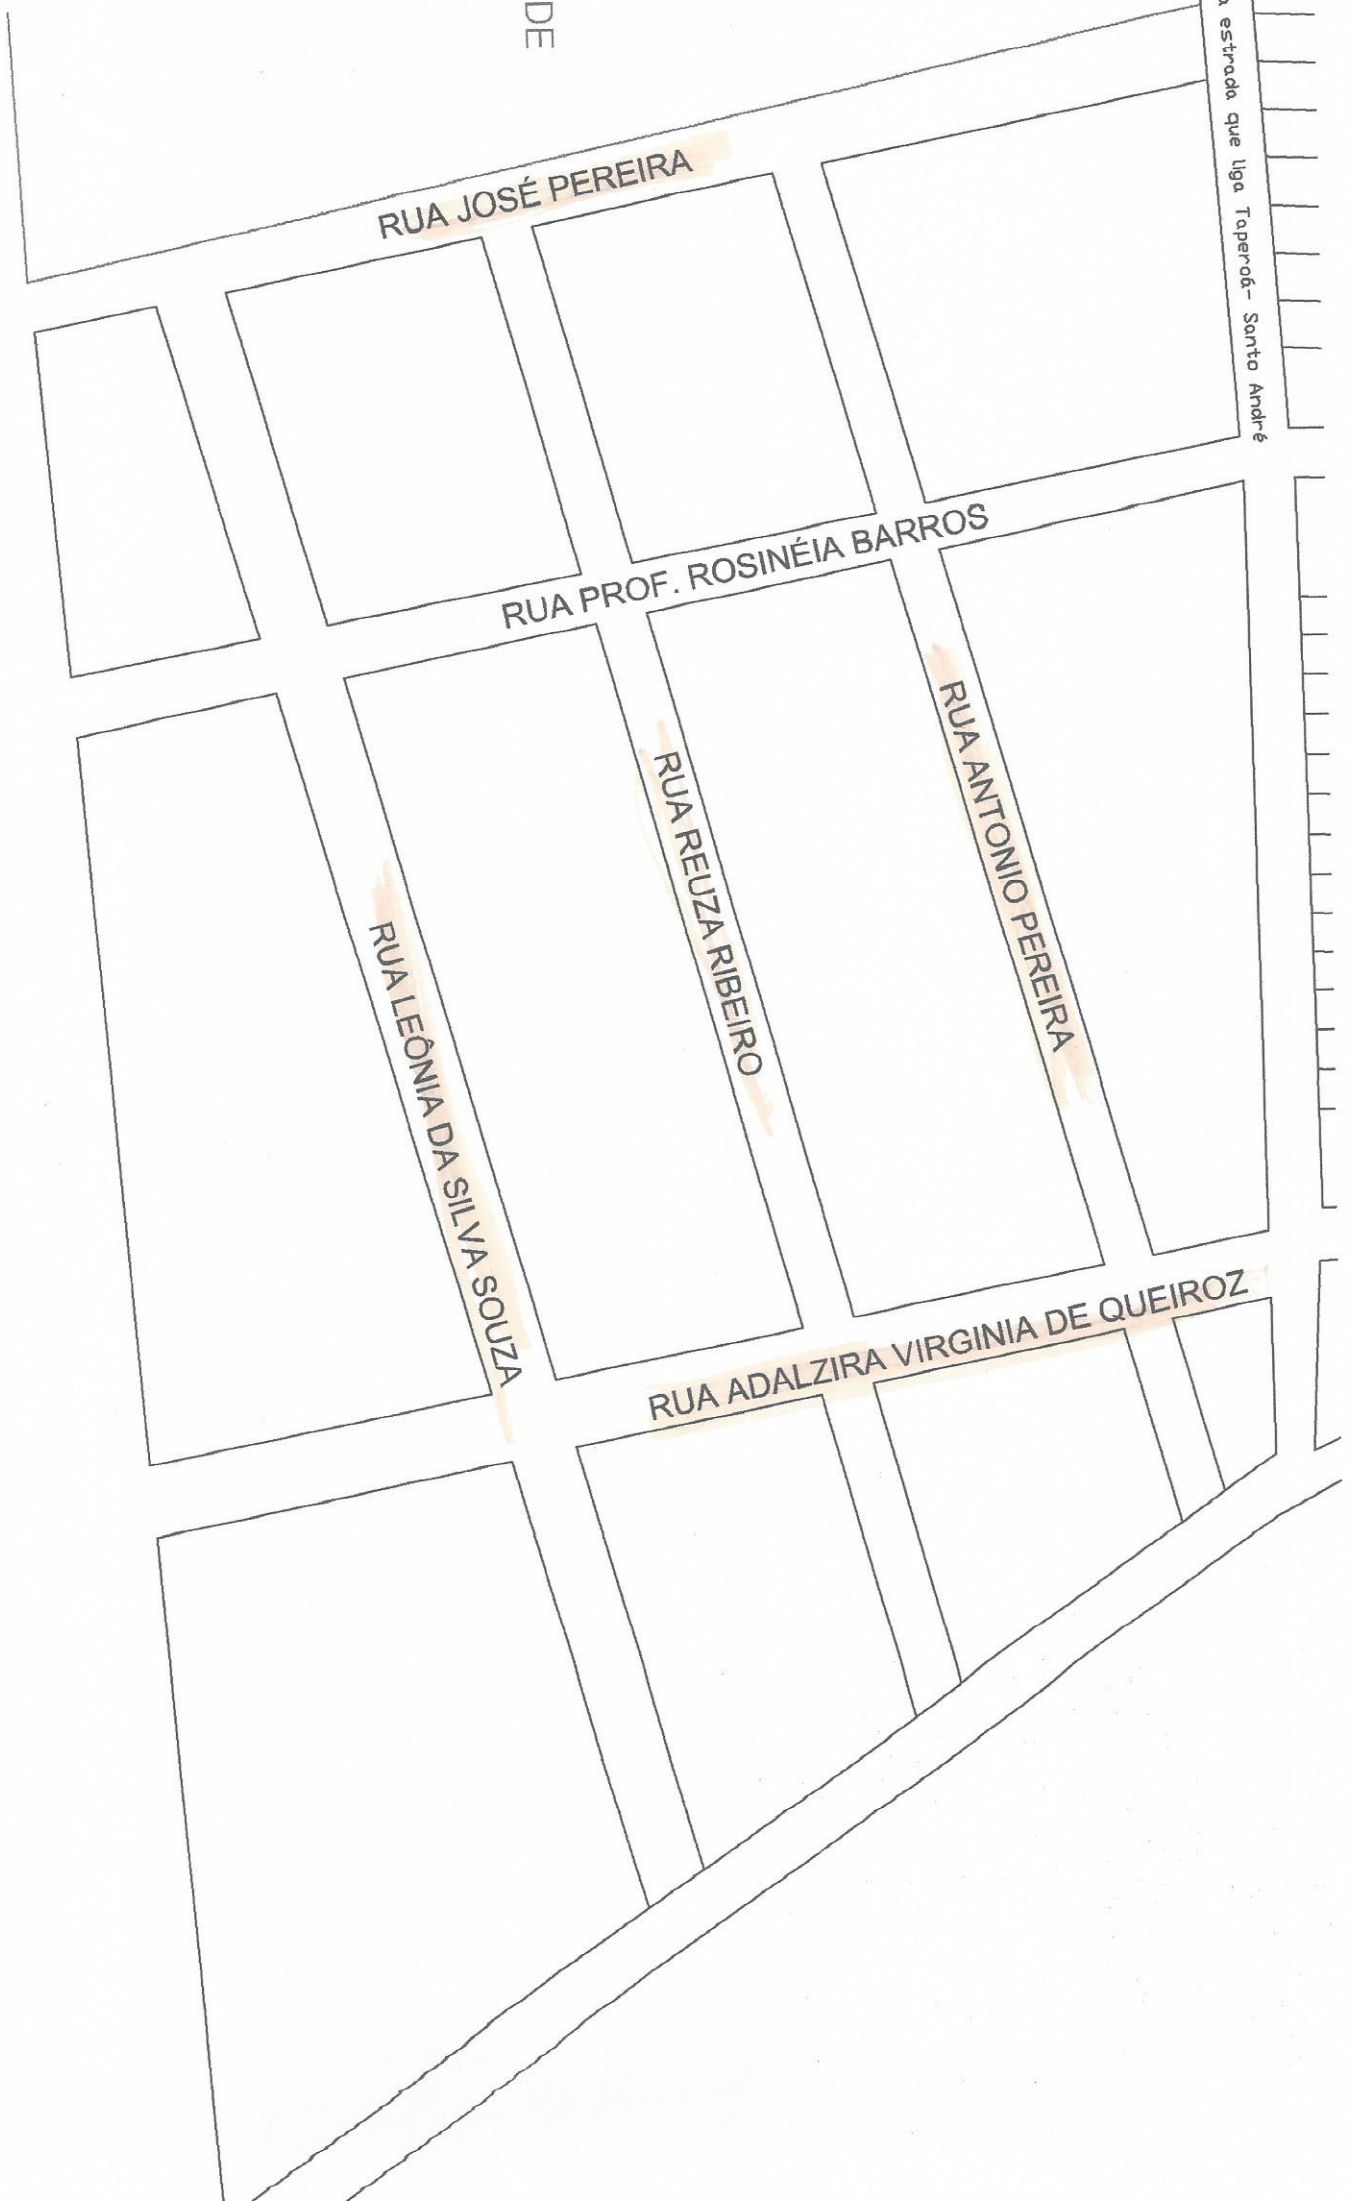 DE
a estrada que liga Taperoá- Santo André
RUA JOSÉ PEREIRA
RUA PROF. ROSINÉIA BARROS
RUA ANTONIO PEREIRA
RUA REUZA RIBEIRO
RUA LEÔNIA DA SILVA SOUZA
RUA ADALZIRA VIRGINIA DE QUEIROZ